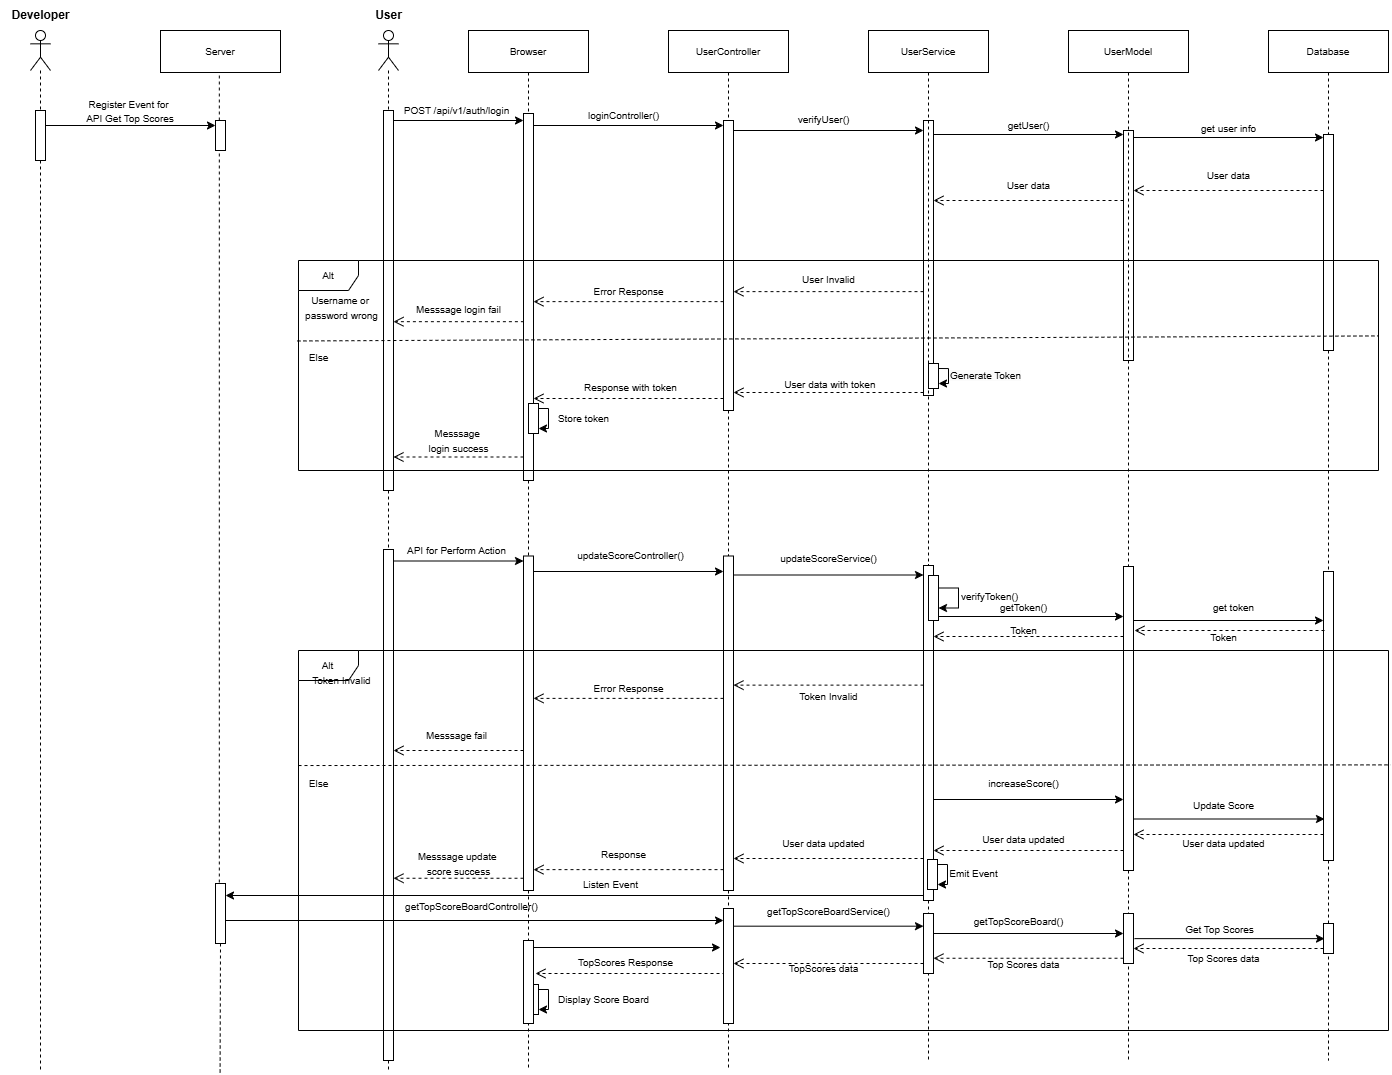 Developer
User
Server
Browser
UserController
UserService
UserModel
Database
Register Event for
API Get Top Scores
POST /api/v1/auth/login
loginController()
verifyUser()
getUser()
get user info
User data
User data
Alt
Username or
password wrong
User Invalid
Error Response
Messsage login fail
Else
Generate Token
User data with token
Response with token
Store token
Messsage
login success
API for Perform Action
updateScoreController()
updateScoreService()
verifyToken()
getToken()
get token
Token
Token
Alt
Token Invalid
Token Invalid
Error Response
Messsage fail
Else
increaseScore()
Update Score
User data updated
User data updated
User data updated
Response
Messsage update
score success
Emit Event
Listen Event
getTopScoreBoardController()
getTopScoreBoardService()
getTopScoreBoard()
Get Top Scores
Top Scores data
Top Scores data
TopScores data
TopScores Response
Display Score Board